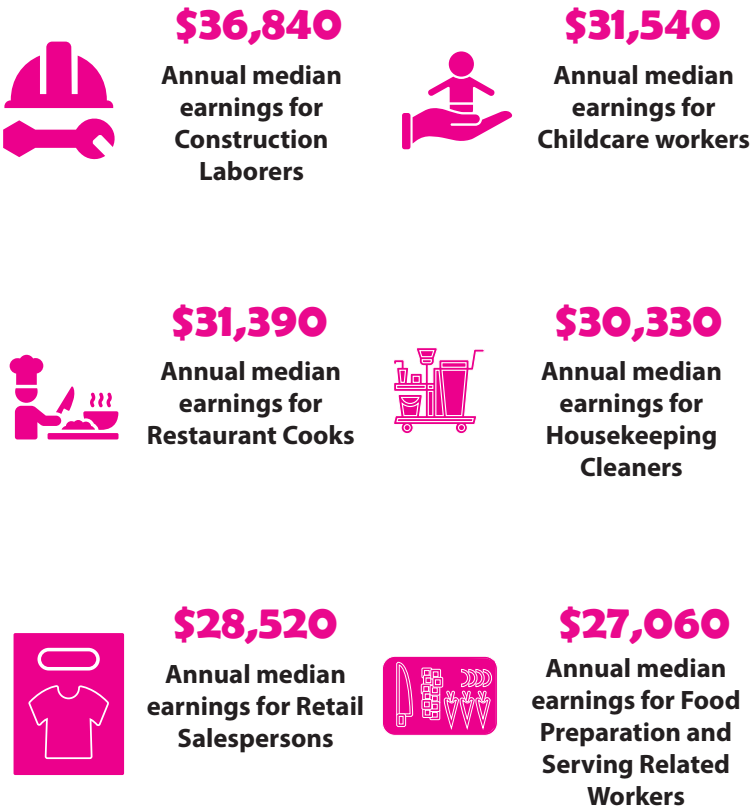 $36,840
Annual median
earnings for
Construction
Laborers
$31,540
Annual median
earnings for
Childcare workers
$31,390
Annual median
earnings for
Restaurant Cooks
$30,330
Annual median
earnings for
Housekeeping
Cleaners
$28,520
Annual median
earnings for Retail
Salespersons
$27,060
Annual median
earnings for Food
Preparation and
Serving Related
Workers